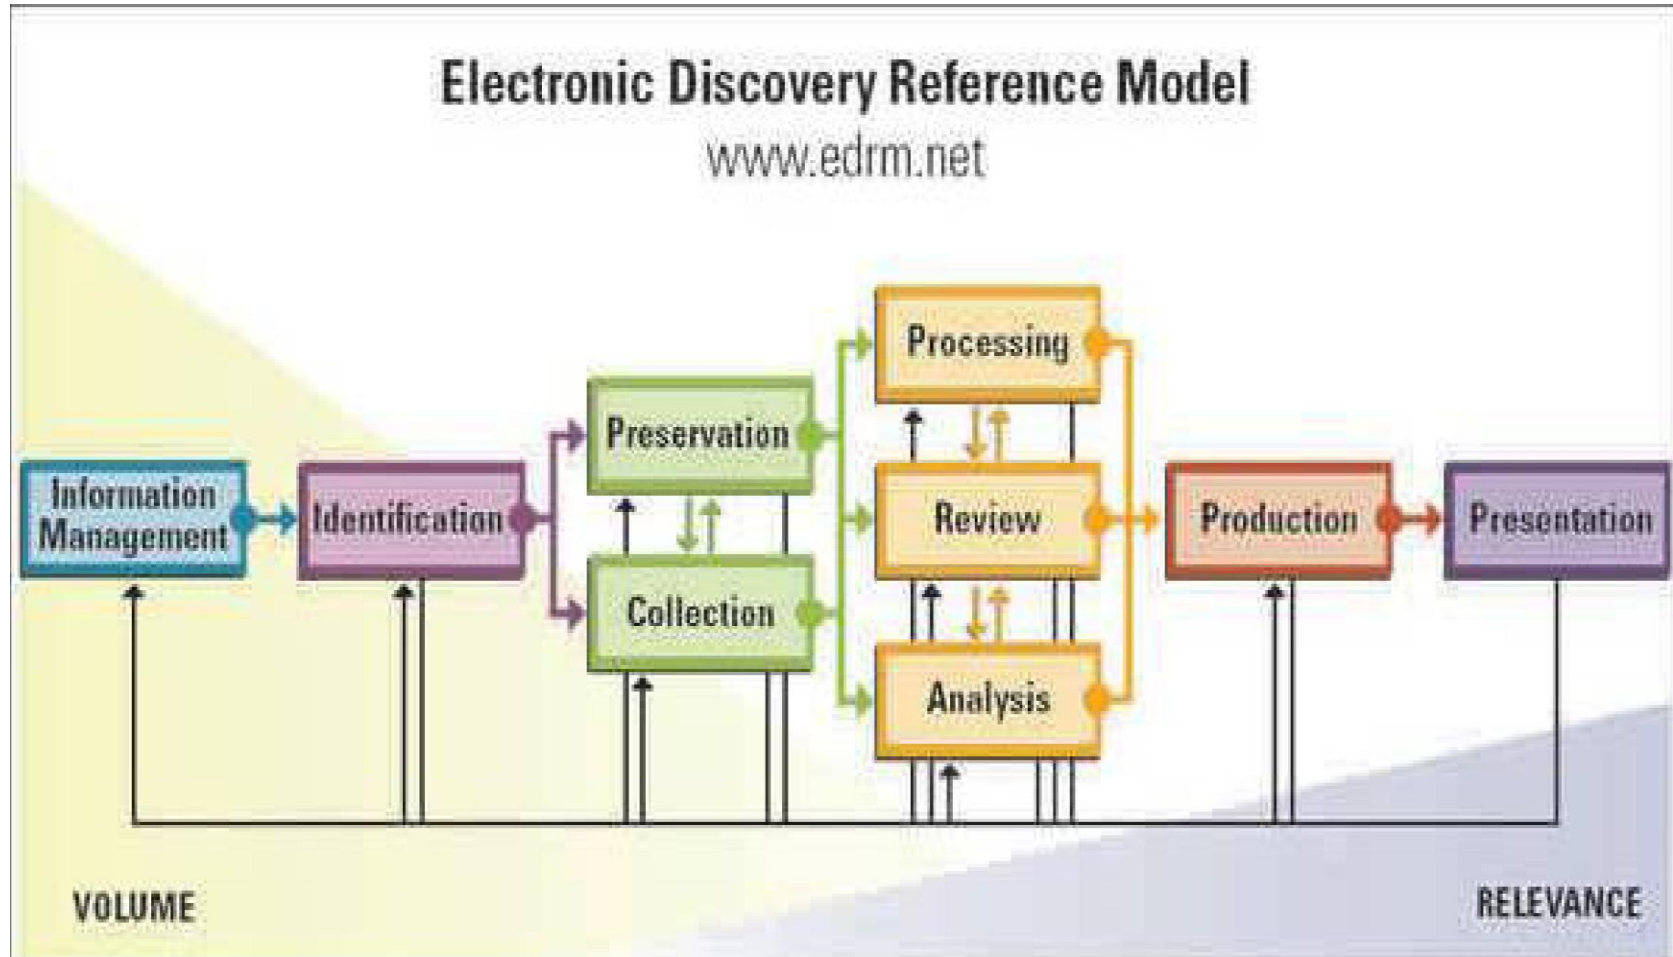 Electronic Discovery Reference Model
www.edrm.net
Processing
Preservation
Information
Management
Identification
Review
Production
Presentation
Collection
Analysis
VOLUME
RELEVANCE